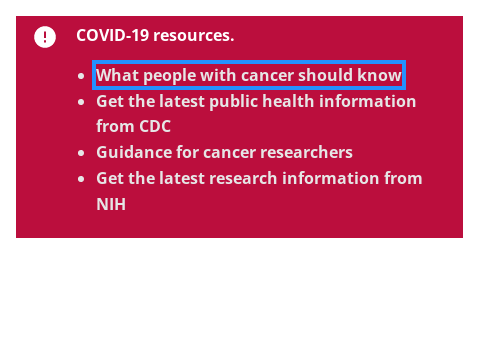 COVID-19 resources.
What people with cancer should know
Get the latest public health information
from CDC
Guidance for cancer researchers
Get the latest research information from
NIH